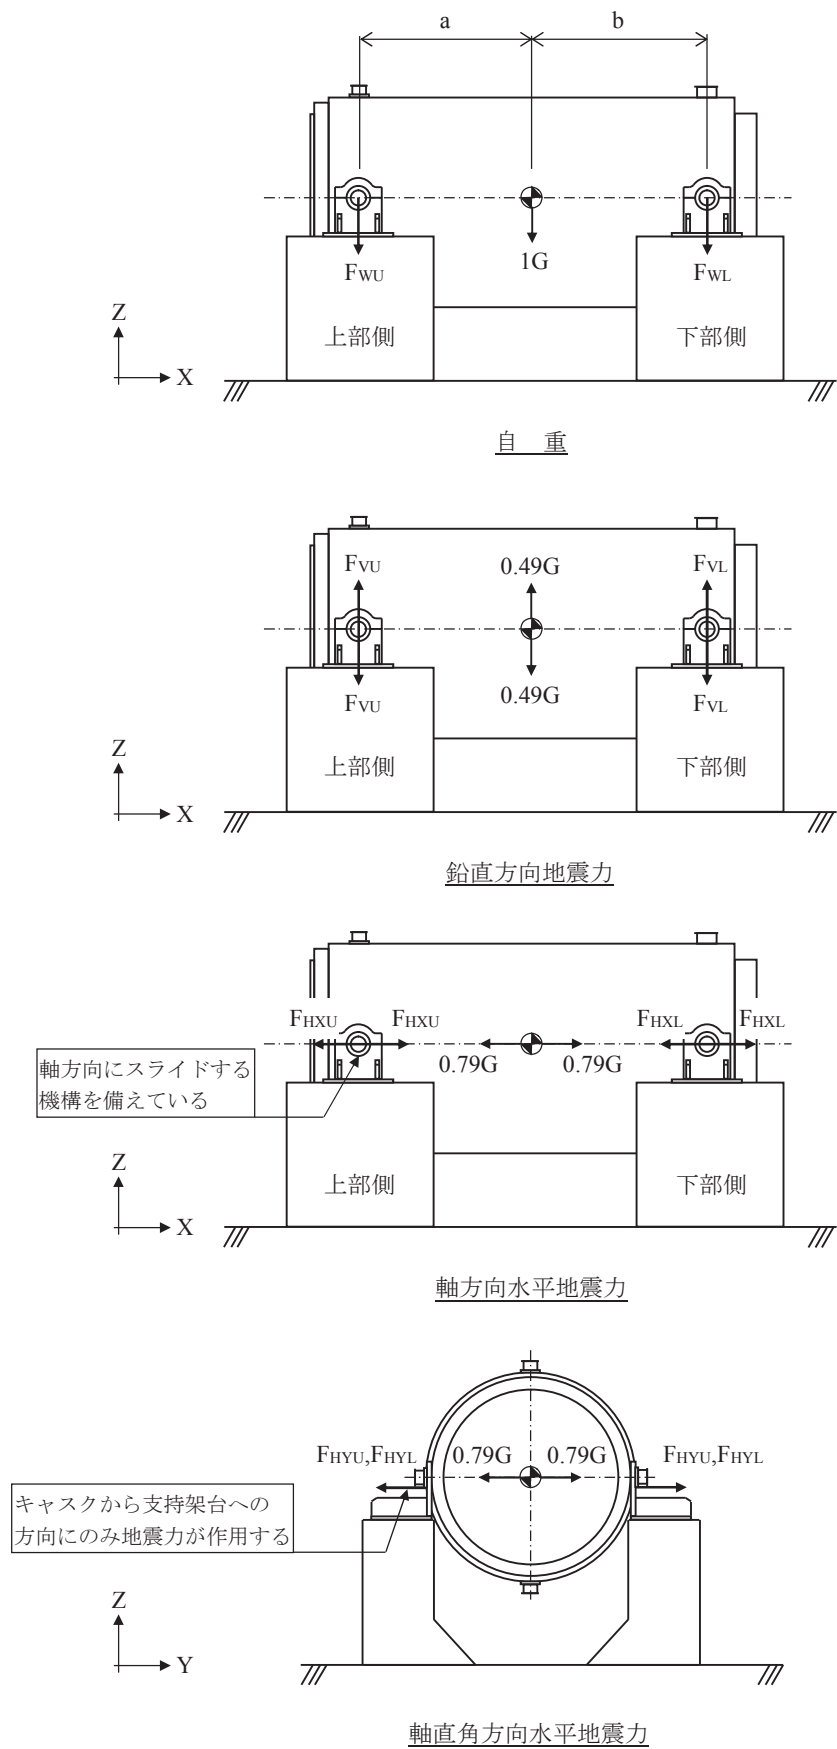 a
b
1G
FWU
FWL
Z
上部側
下部側
X
自　重
FVU
0.49G
FVL
FVU
0.49G
FVL
Z
上部側
下部側
X
鉛直方向地震力
FHXU
FHXU
FHXL
FHXL
0.79G
0.79G
軸方向にスライドする
機構を備えている
Z
上部側
下部側
X
軸方向水平地震力
FHYU,FHYL
0.79G
0.79G
FHYU,FHYL
キャスクから支持架台への
方向にのみ地震力が作用する
Z
Y
軸直角方向水平地震力